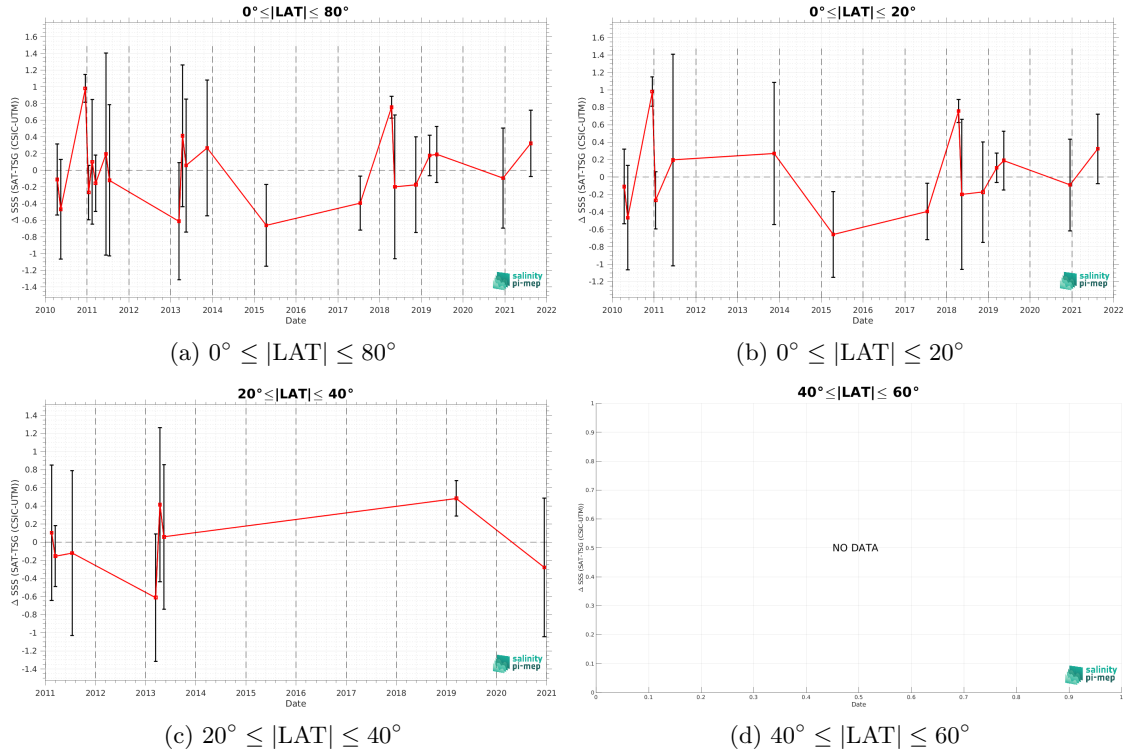 0°≤|LAT|≤ 80°
Δ SSS (SAT-TSG (CSIC-UTM))
1.6
1.4
1.2
1
0.8
0.6
0.4
0.2
0
-0.2
-0.4
-0.6
-0.8
-1
-1.2
-1.4
2010 2011 2012 2013 2014 2015 2016 2017 2018 2019 2020 2021 2022
Date
salinity
pi-mep
(a) 0° ≤ |LAT| ≤ 80°
0°≤|LAT|≤ 20°
Δ SSS (SAT-TSG (CSIC-UTM))
1.6
1.4
1.2
1
0.8
0.6
0.4
0.2
0
-0.2
-0.4
-0.6
-0.8
-1
-1.2
2010 2011 2012 2013 2014 2015 2016 2017 2018 2019 2020 2021 2022
Date
salinity
pi-mep
(b) 0° ≤ |LAT| ≤ 20°
20°≤|LAT|≤ 40°
Δ SSS (SAT-TSG (CSIC-UTM))
1.4
1.2
1
0.8
0.6
0.4
0.2
0
-0.2
-0.4
-0.6
-0.8
-1
-1.2
-1.4
2011 2012 2013 2014 2015 2016 2017 2018 2019 2020 2021
Date
salinity
pi-mep
(c) 20° ≤ |LAT| ≤ 40°
40°≤|LAT|≤ 60°
Δ SSS (SAT-TSG (CSIC-UTM))
1
0.9
0.8
0.7
0.6
0.5
0.4
0.3
0.2
0.1
0
NO DATA
0 0.1 0.2 0.3 0.4 0.5 0.6 0.7 0.8 0.9 1
Date
salinity
pi-mep
(d) 40° ≤ |LAT| ≤ 60°